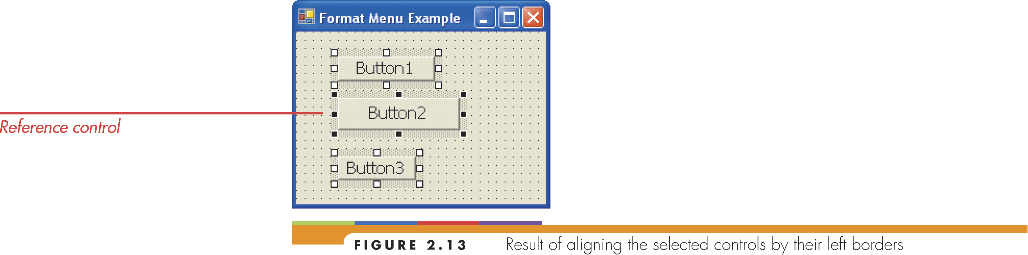 Format Menu Example
Button1
Button2
Reference control
Button3
FIGURE 2.13 Result of aligning the selected controls by their left borders